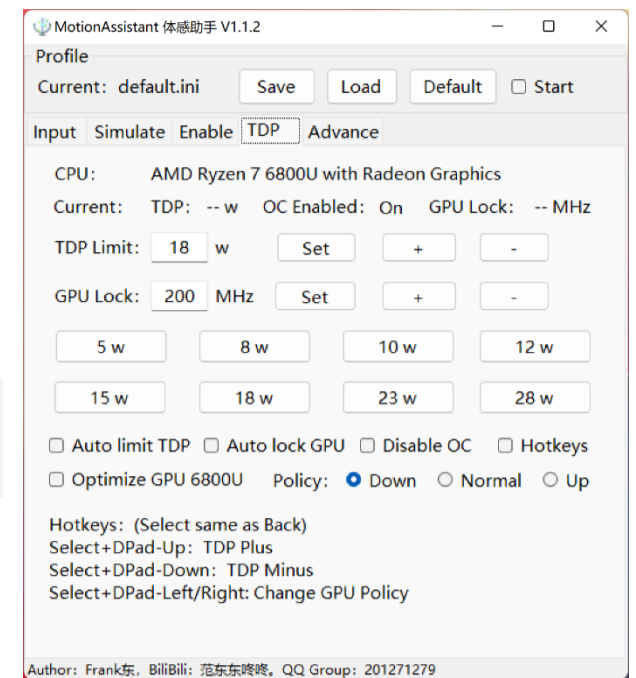 MotionAssistant 体感助手 V1.1.2
Profile
Current: default.ini Save Load Default Start
Input Simulate Enable TDP Advance
CPU: AMD Ryzen 7 6800U with Radeon Graphics
Current: TDP: -- w OC Enabled: On GPU Lock: -- MHz
TDP Limit: 18 w Set + -
GPU Lock: 200 MHz Set + -
5 w 8 w 10 w 12 w
15 w 18 w 23 w 28 w
Auto limit TDP Auto lock GPU Disable OC Hotkeys
Optimize GPU 6800U Policy: Down Normal Up
Hotkeys: (Select same as Back)
Select+DPad-Up: TDP Plus
Select+DPad-Down: TDP Minus
Select+DPad-Left/Right: Change GPU Policy
Author: Frank东, BiliBili: 范东东咚咚。QQ Group: 201271279